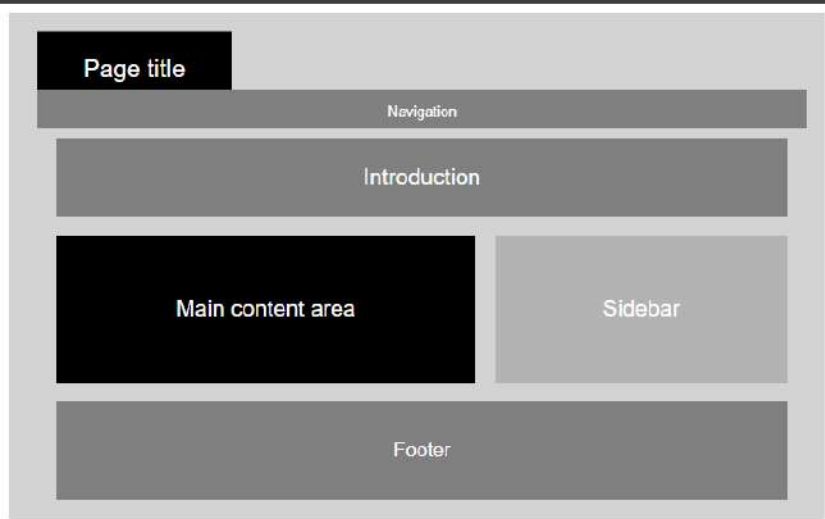 Page title
Navigation
Introduction
Main content area
Sidebar
Footer